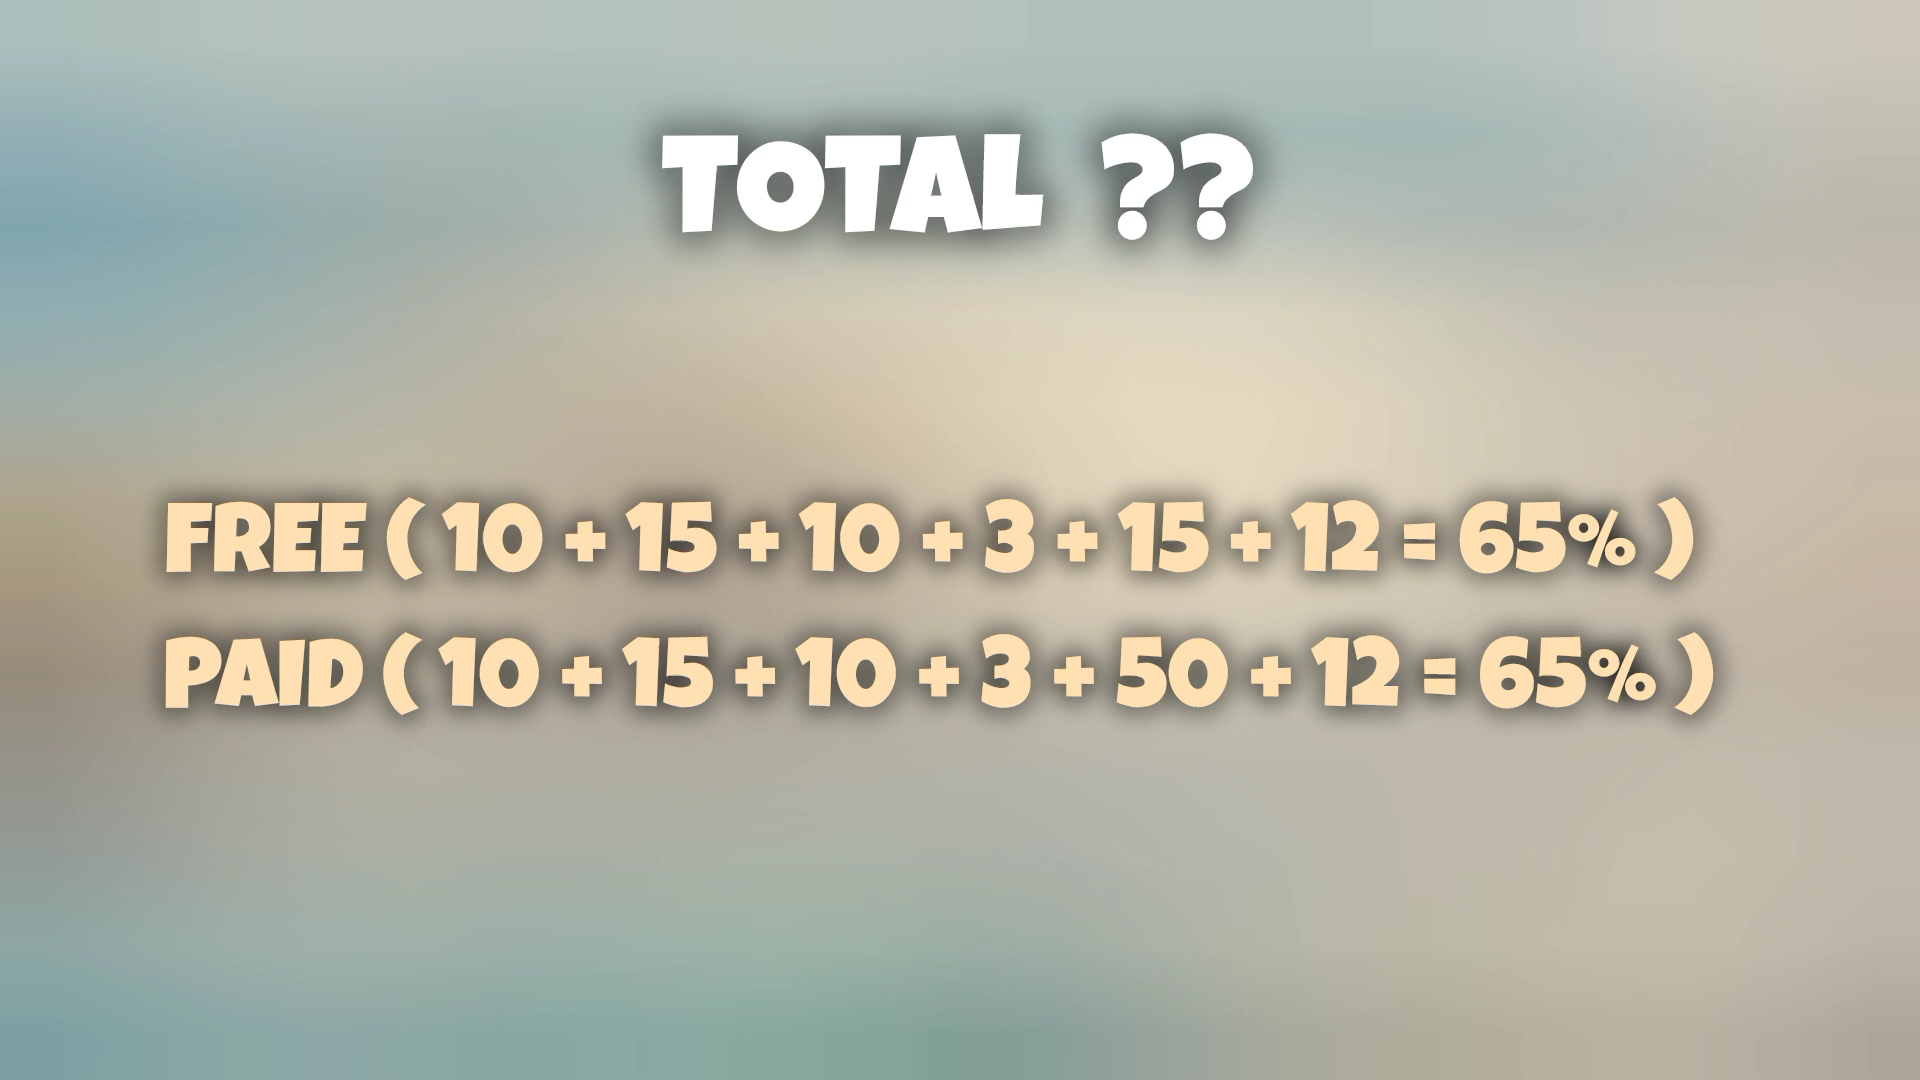 TOTAL ??
FREE ( 10 + 15 + 10 + 3 + 15 + 12 = 65% )
PAID ( 10 + 15 + 10 + 3 + 50 + 12 = 65% )